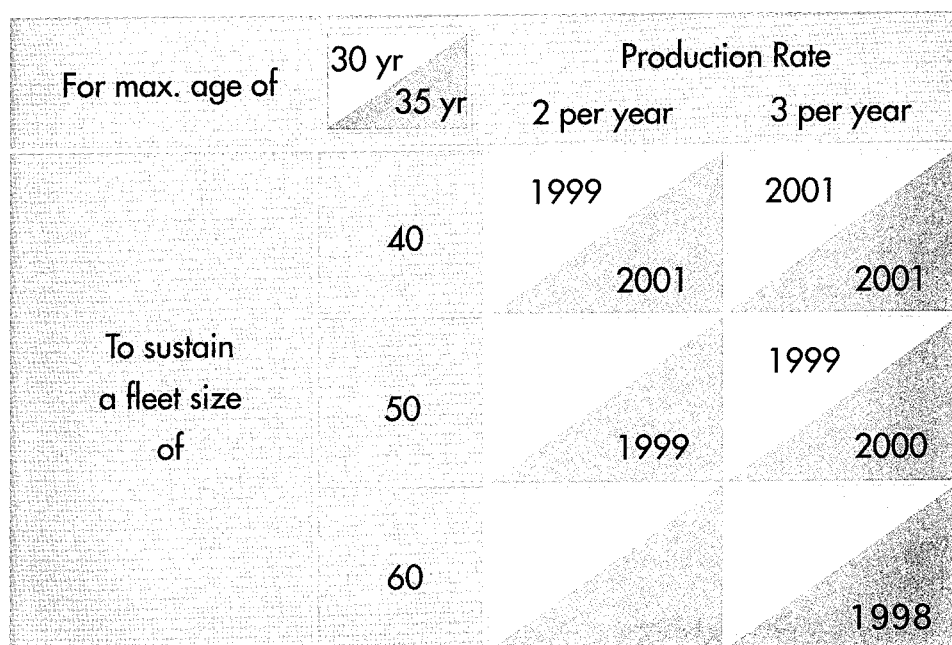 For max. age of
30 yr
35 yr
Production Rate
2 per year
3 per year
To sustain
a fleet size
of
40
1999
2001
2001
2001
50
1999
1999
2000
60
1998